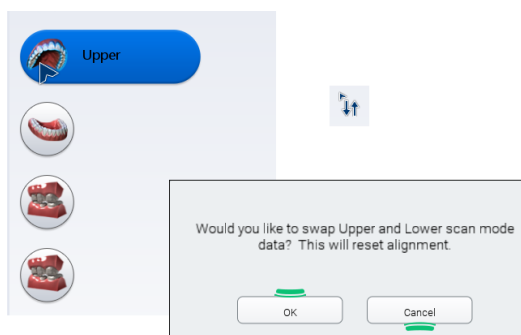 Upper
Would you like to swap Upper and Lower scan mode
data? This will reset alignment.
OK
Cancel